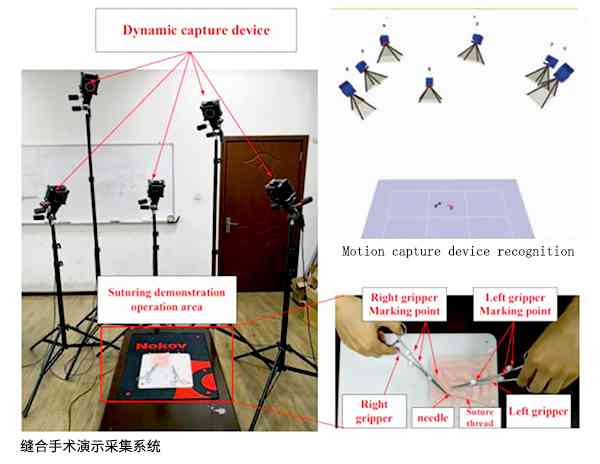 Dynamic capture device
Motion capture device recognition
Suturing demonstration
operation area
Nokov
Right gripper
Marking point
Left gripper
Marking point
Right
gripper
needle
Suture
thread
Left gripper
缝合手术演示采集系统